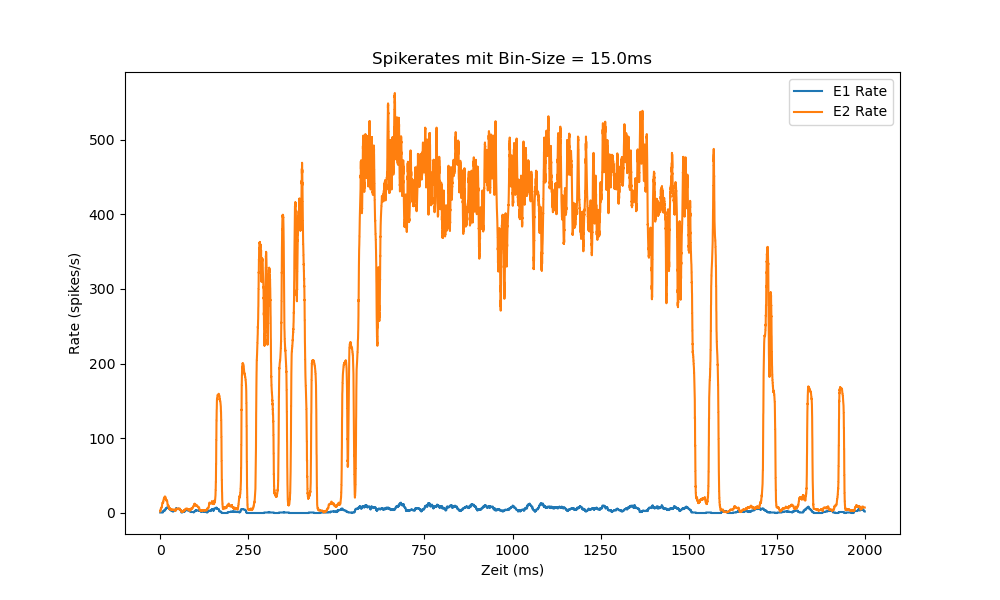 Spikerates mit Bin-Size = 15.0ms
E1 Rate
E2 Rate
500
400
300
200
100
0
Rate (spikes/s)
0 250 500 750 1000 1250 1500 1750 2000
Zeit (ms)